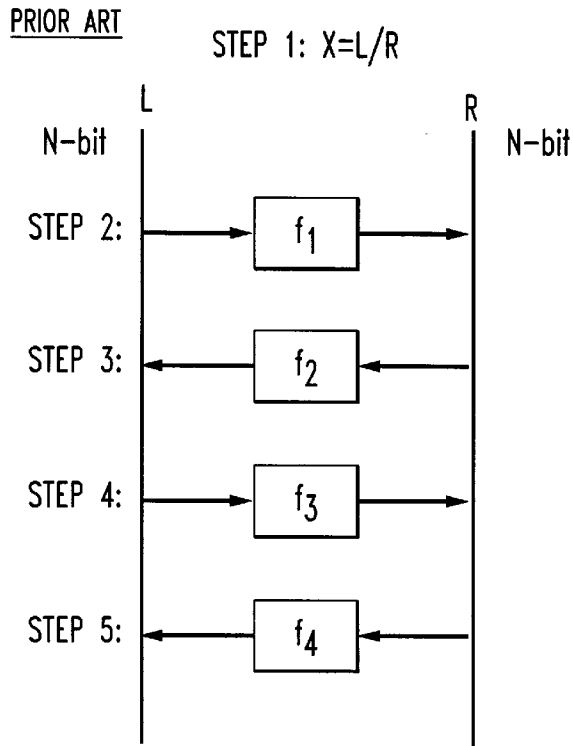 PRIOR ART
STEP 1: X=L/R
L
R
N-bit
N-bit
STEP 2:
f1
STEP 3:
f2
STEP 4:
f3
STEP 5:
f4